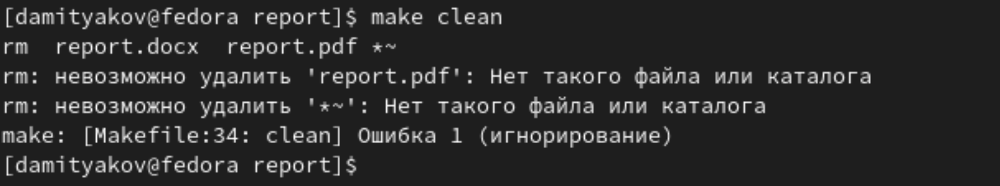 [damityakov@fedora report]$ make clean
rm  report.docx  report.pdf *~
rm: невозможно удалить 'report.pdf': Нет такого файла или каталога
rm: невозможно удалить '*~': Нет такого файла или каталога
make: [Makefile:34: clean] Ошибка 1 (игнорирование)
[damityakov@fedora report]$